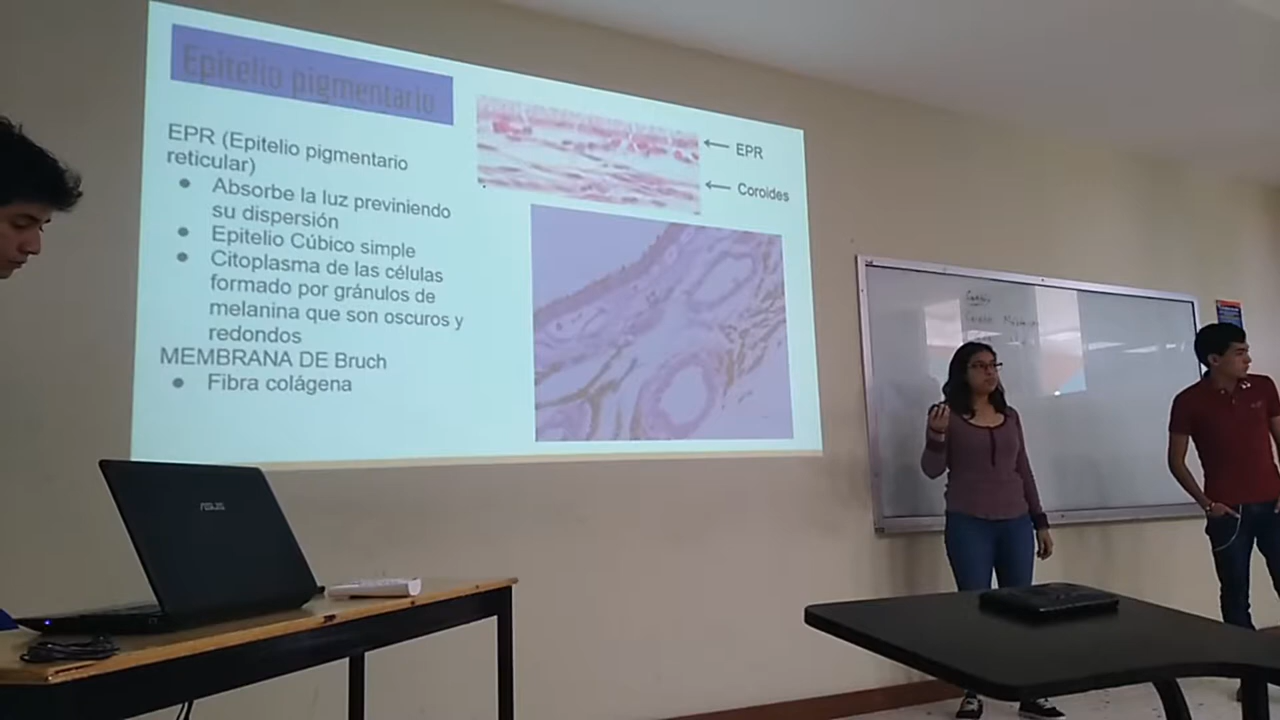 Epitelio pigmentario
EPR (Epitelio pigmentario
reticular)
Absorbe la luz previniendo
su dispersión
Epitelio Cúbico simple
Citoplasma de las células
formado por gránulos de
melanina que son oscuros y
redondos
MEMBRANA DE Bruch
Fibra colágena
EPR
Coroides
ASUS